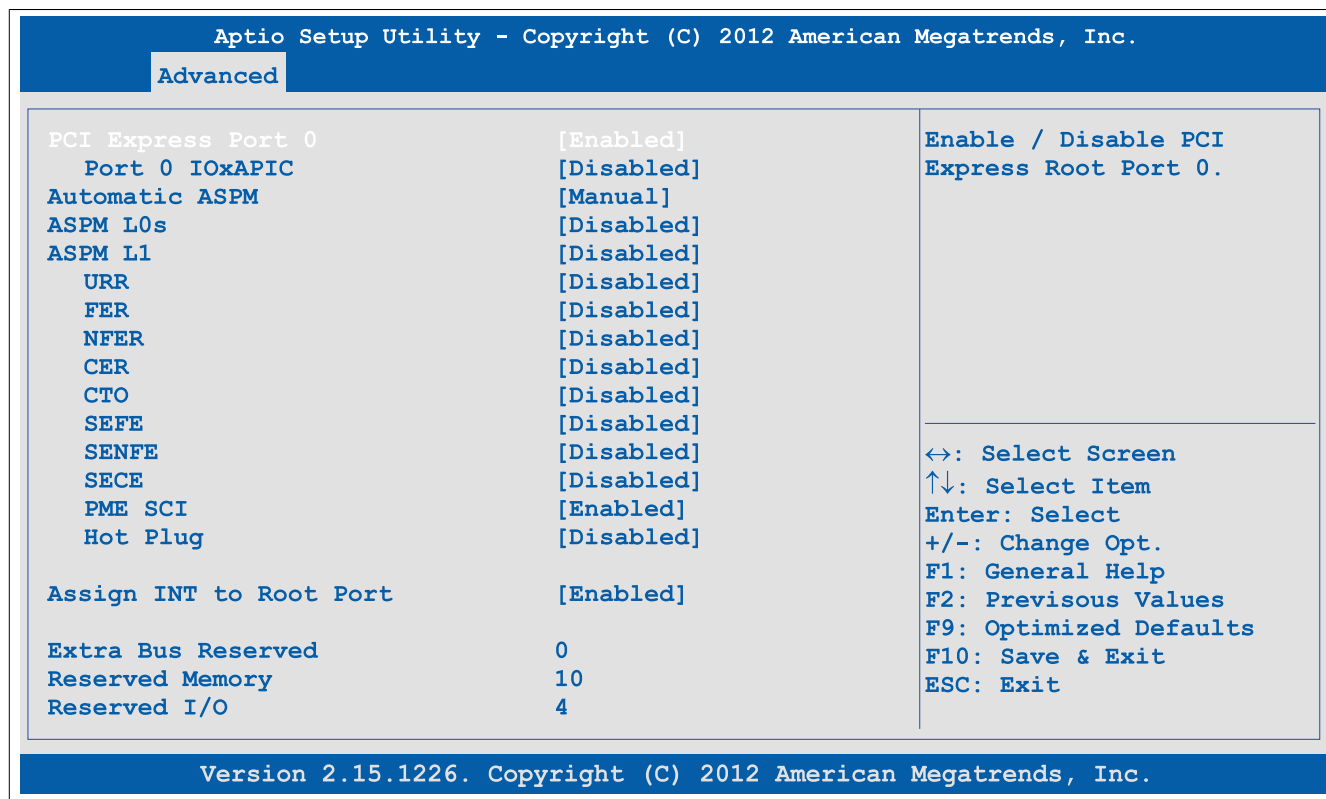 Aptio Setup Utility - Copyright (C) 2012 American Megatrends, Inc.
Advanced
PCI Express Port 0 [Enabled]
Port 0 IOxAPIC [Disabled]
Automatic ASPM [Manual]
ASPM L0s [Disabled]
ASPM L1 [Disabled]
URR [Disabled]
FER [Disabled]
NFER [Disabled]
CER [Disabled]
CTO [Disabled]
SEFE [Disabled]
SENFE [Disabled]
SECE [Disabled]
PME SCI [Enabled]
Hot Plug [Disabled]
Assign INT to Root Port [Enabled]
Extra Bus Reserved 0
Reserved Memory 10
Reserved I/O 4
Enable / Disable PCI
Express Root Port 0.
↔: Select Screen
↑↓: Select Item
Enter: Select
+/-: Change Opt.
F1: General Help
F2: Previsous Values
F9: Optimized Defaults
F10: Save & Exit
ESC: Exit
Version 2.15.1226. Copyright (C) 2012 American Megatrends, Inc.